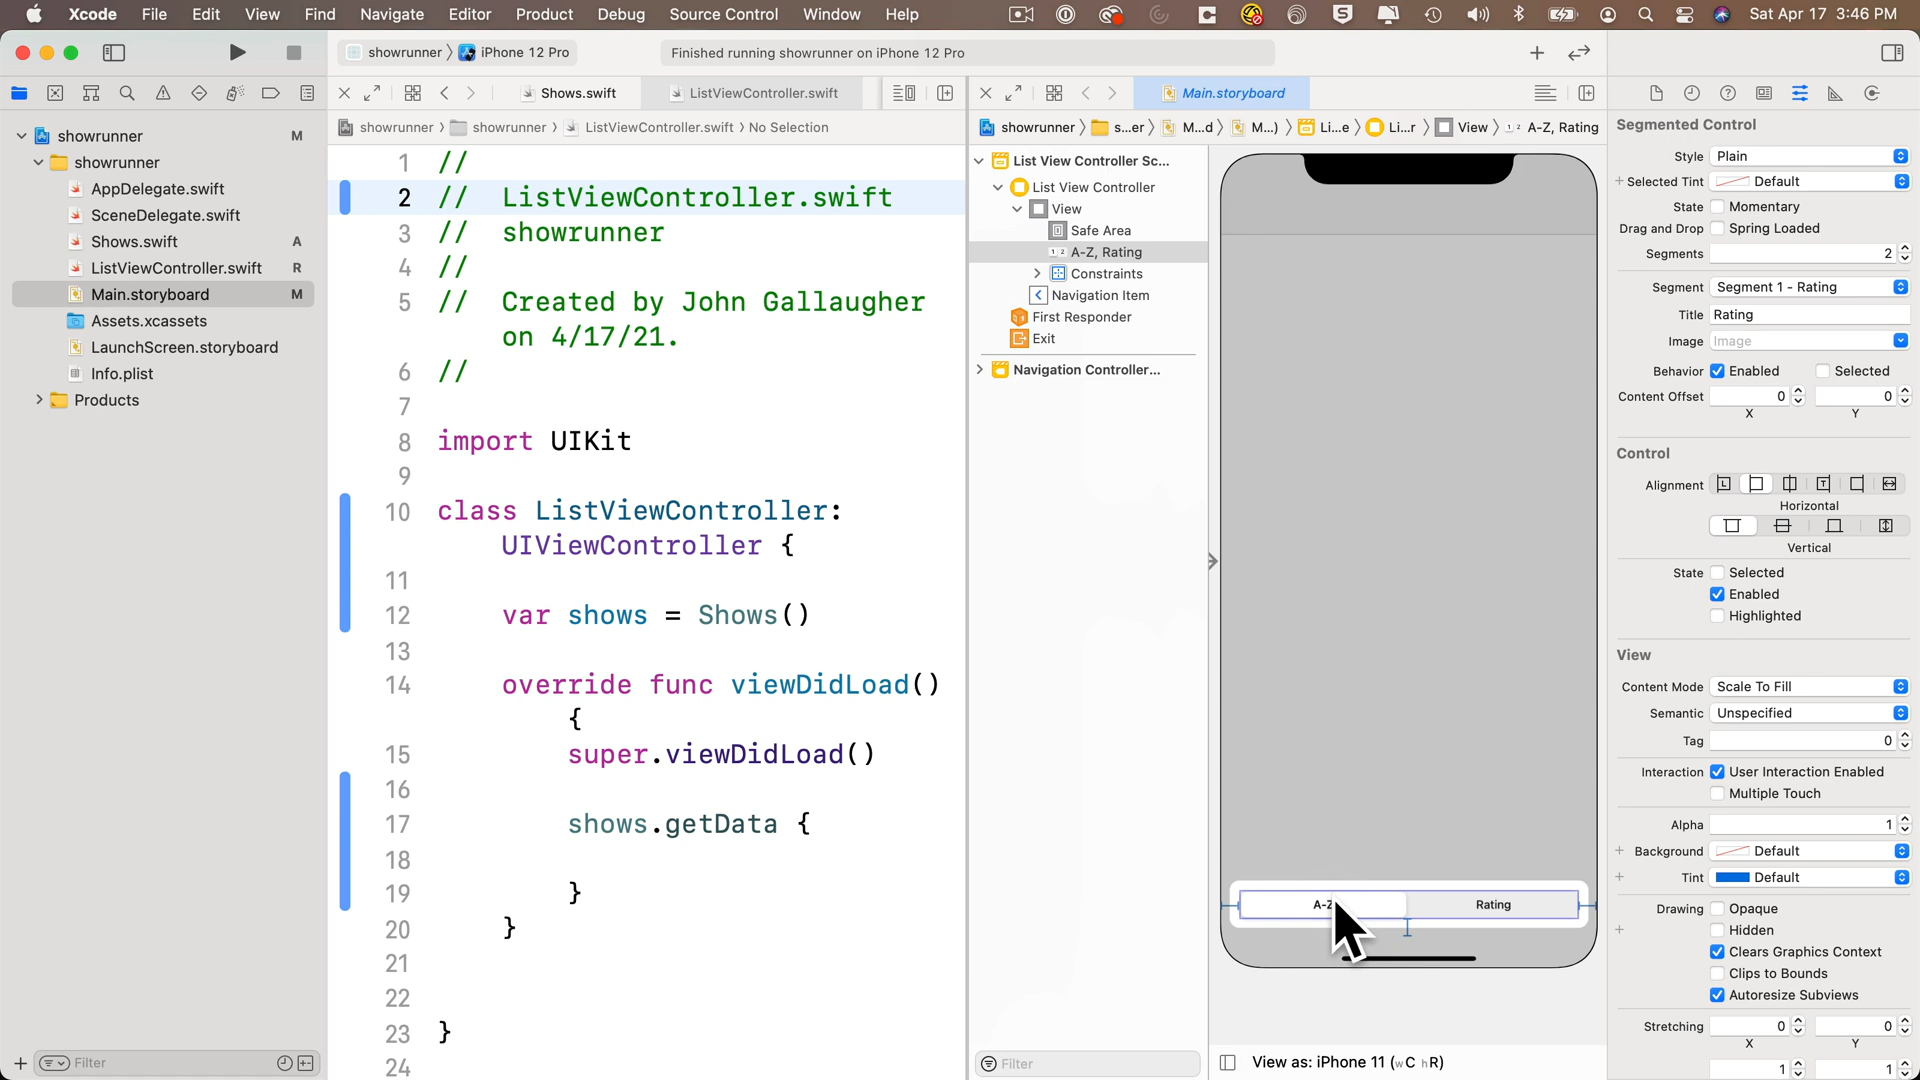 Xcode File Edit View Find Navigate Editor Product Debug Source Control Window Help Sat Apr 17 3:46 PM
showrunner iPhone 12 Pro Finished running showrunner on iPhone 12 Pro
Shows.swift ListViewController.swift
Main.storyboard
showrunner showrunner ListViewController.swift No Selection
showrunner s...er M...d M...) Li...e Li...r View A-Z, Rating
showrunner M
showrunner
AppDelegate.swift
SceneDelegate.swift
Shows.swift A
ListViewController.swift R
Main.storyboard M
Assets.xcassets
LaunchScreen.storyboard
Info.plist
Products
Filter
1 //
2 // ListViewController.swift
3 // showrunner
4 //
5 // Created by John Gallaugher
on 4/17/21.
6 //
7
8 import UIKit
9
10 class ListViewController:
UIViewController {
11
12 var shows = Shows()
13
14 override func viewDidLoad()
{
15 super.viewDidLoad()
16
17 shows.getData {
18
19 }
20 }
21
22
23 }
24
List View Controller Sc...
List View Controller
View
Safe Area
A-Z, Rating
Constraints
Navigation Item
First Responder
Exit
Navigation Controller...
Filter
A-Z Rating
View as: iPhone 11 (wC hR)
Segmented Control
Style Plain
Selected Tint Default
State Momentary
Drag and Drop Spring Loaded
Segments 2
Segment Segment 1 - Rating
Title Rating
Image Image
Behavior Enabled Selected
Content Offset 0 0
X Y
Control
Alignment
Horizontal
Vertical
State Selected
Enabled
Highlighted
View
Content Mode Scale To Fill
Semantic Unspecified
Tag 0
Interaction User Interaction Enabled
Multiple Touch
Alpha 1
Background Default
Tint Default
Drawing Opaque
Hidden
Clears Graphics Context
Clips to Bounds
Autoresize Subviews
Stretching 0 0
X Y
1 1